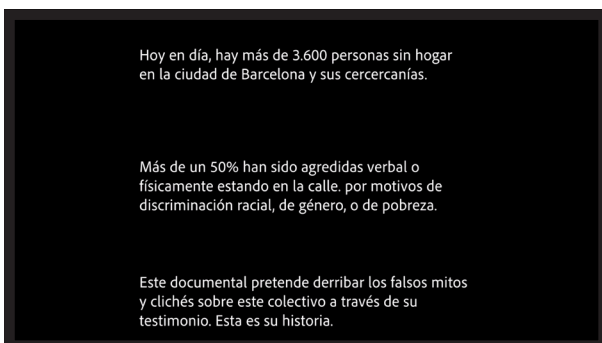 Hoy en día, hay más de 3.600 personas sin hogar
en la ciudad de Barcelona y sus cercercanías.
Más de un 50% han sido agredidas verbal o
físicamente estando en la calle. por motivos de
discriminación racial, de género, o de pobreza.
Este documental pretende derribar los falsos mitos
y clichés sobre este colectivo a través de su
testimonio. Esta es su historia.